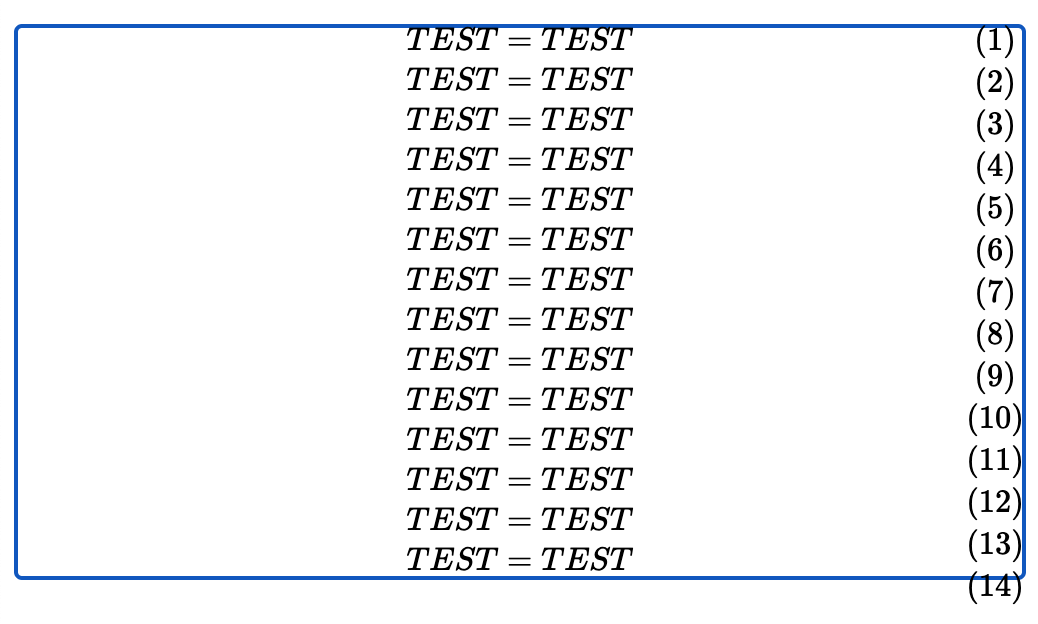 TEST = TEST (1)
TEST = TEST (2)
TEST = TEST (3)
TEST = TEST (4)
TEST = TEST (5)
TEST = TEST (6)
TEST = TEST (7)
TEST = TEST (8)
TEST = TEST (9)
TEST = TEST (10)
TEST = TEST (11)
TEST = TEST (12)
TEST = TEST (13)
TEST = TEST (14)